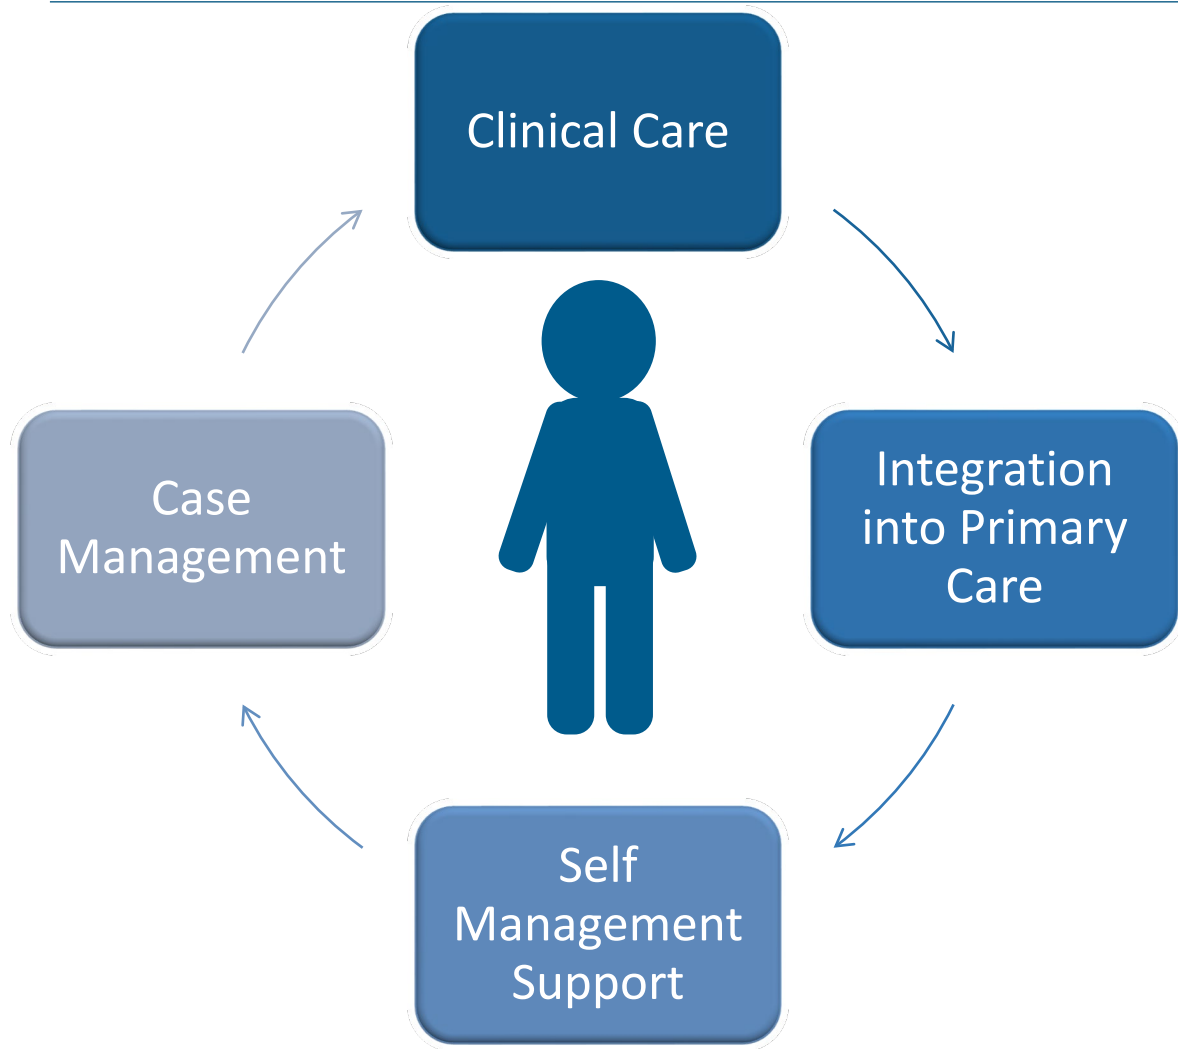 Clinical Care
Integration
into Primary
Care
Self
Management
Support
Case
Management